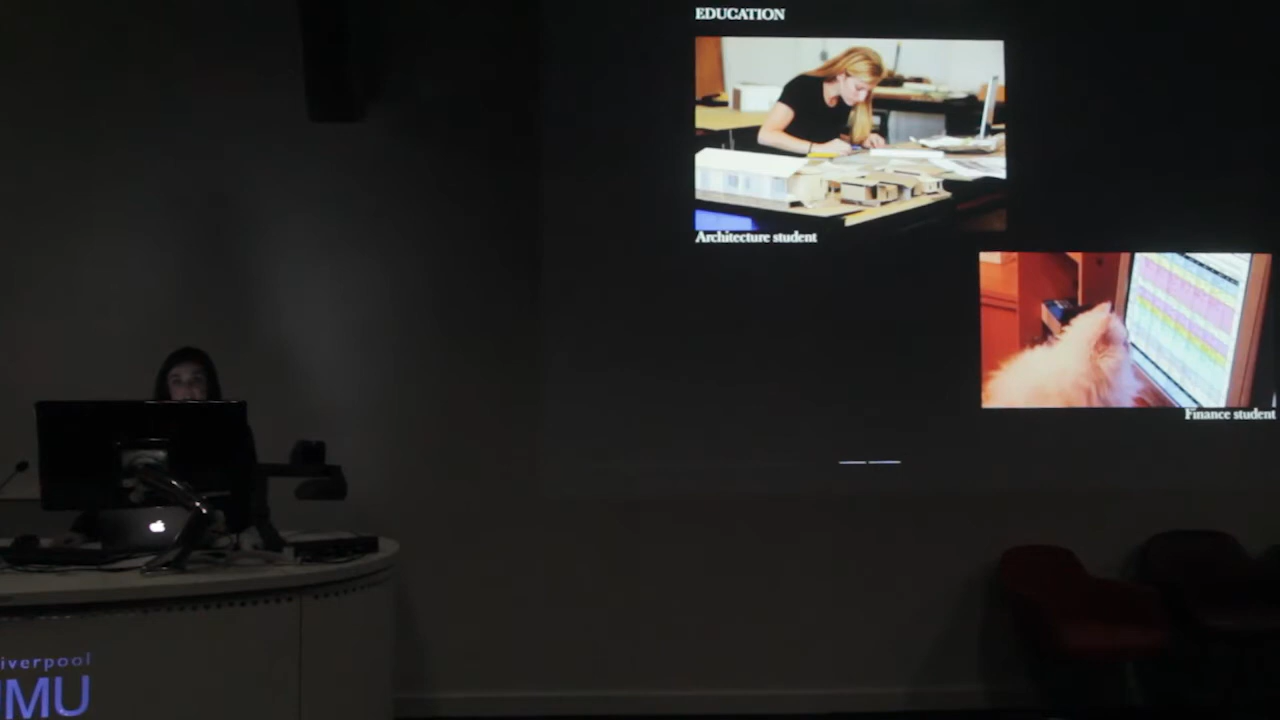 EDUCATION
Architecture student
Finance student
iverpool
JMU